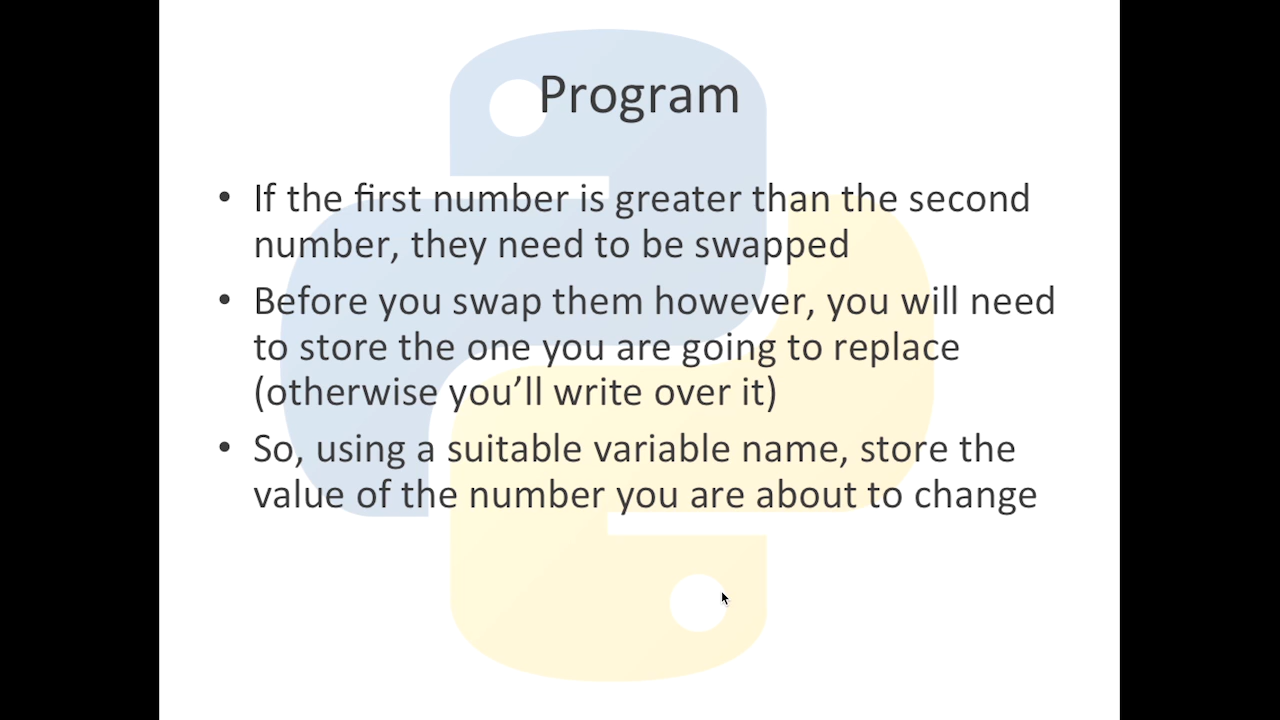 Program
• If the first number is greater than the second
number, they need to be swapped
• Before you swap them however, you will need
to store the one you are going to replace
(otherwise you’ll write over it)
• So, using a suitable variable name, store the
value of the number you are about to change